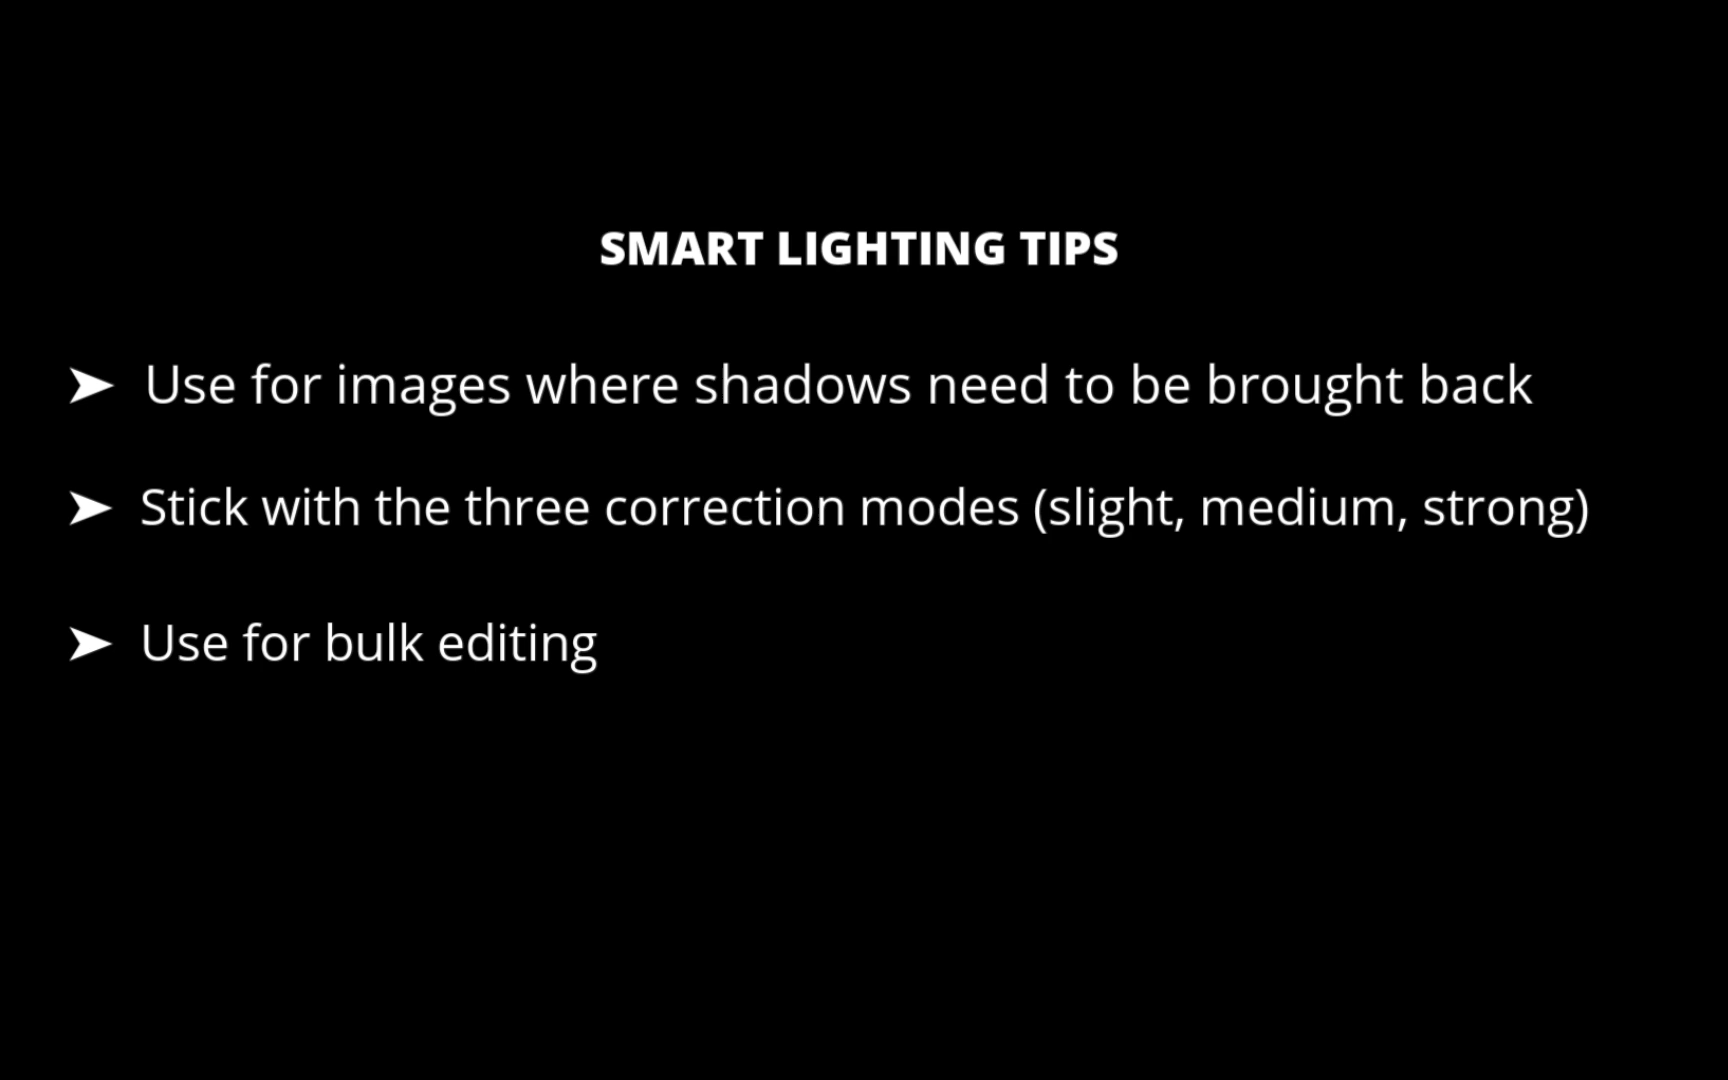 SMART LIGHTING TIPS
➤ Use for images where shadows need to be brought back
➤ Stick with the three correction modes (slight, medium, strong)
➤ Use for bulk editing